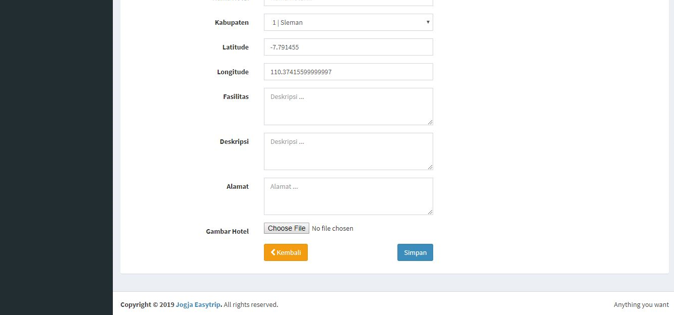 Kabupaten 1 | Sleman
Latitude -7.791455
Longitude 110.37415599999997
Fasilitas Deskripsi ...
Deskripsi Deskripsi ...
Alamat Alamat ...
Gambar Hotel Choose File No file chosen
Kembali Simpan
Copyright © 2019 Jogja Easytrip. All rights reserved. Anything you want